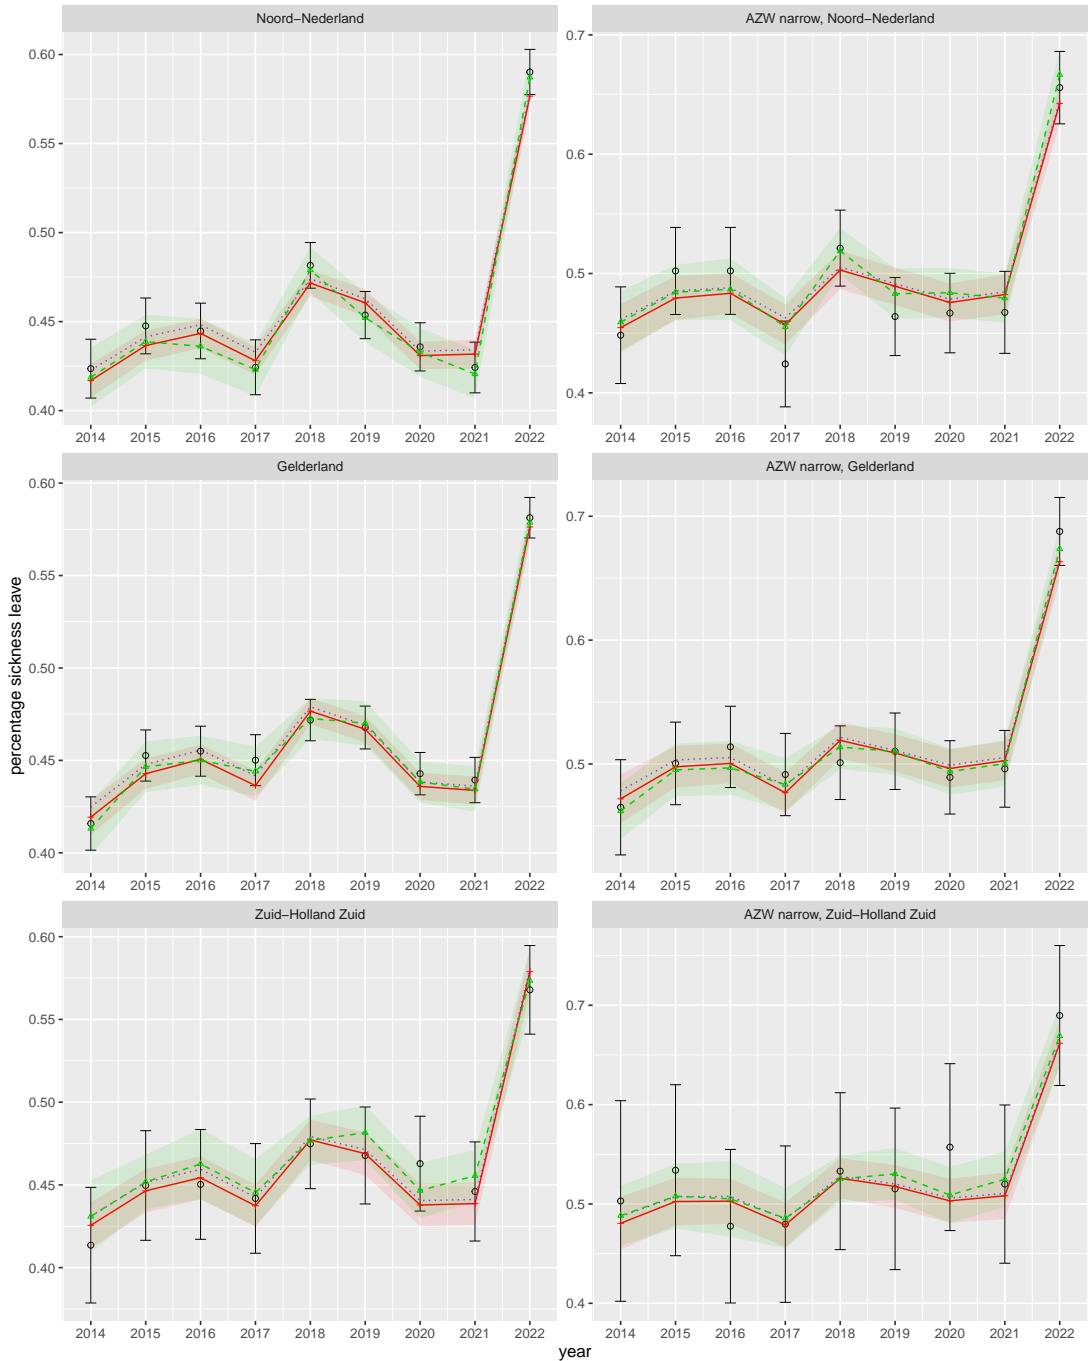 Noord−Nederland
AZW narrow, Noord−Nederland
0.60
0.55
0.50
0.45
0.40
0.7
0.6
0.5
0.4
2014 2015 2016 2017 2018 2019 2020 2021 2022
2014 2015 2016 2017 2018 2019 2020 2021 2022
Gelderland
AZW narrow, Gelderland
percentage sickness leave
0.60
0.55
0.50
0.45
0.40
0.7
0.6
0.5
2014 2015 2016 2017 2018 2019 2020 2021 2022
2014 2015 2016 2017 2018 2019 2020 2021 2022
Zuid−Holland Zuid
AZW narrow, Zuid−Holland Zuid
0.60
0.55
0.50
0.45
0.40
0.7
0.6
0.5
0.4
2014 2015 2016 2017 2018 2019 2020 2021 2022
2014 2015 2016 2017 2018 2019 2020 2021 2022
year